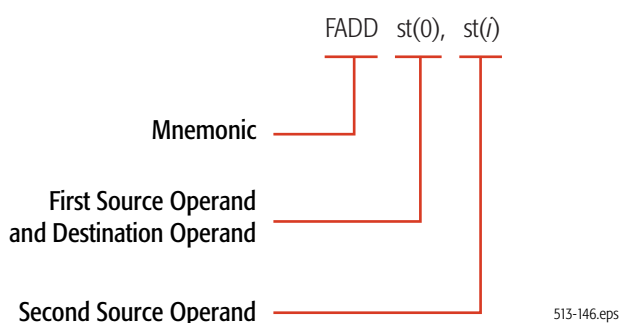 FADD st(0), st(i)
Mnemonic
First Source Operand
and Destination Operand
Second Source Operand
513-146.eps